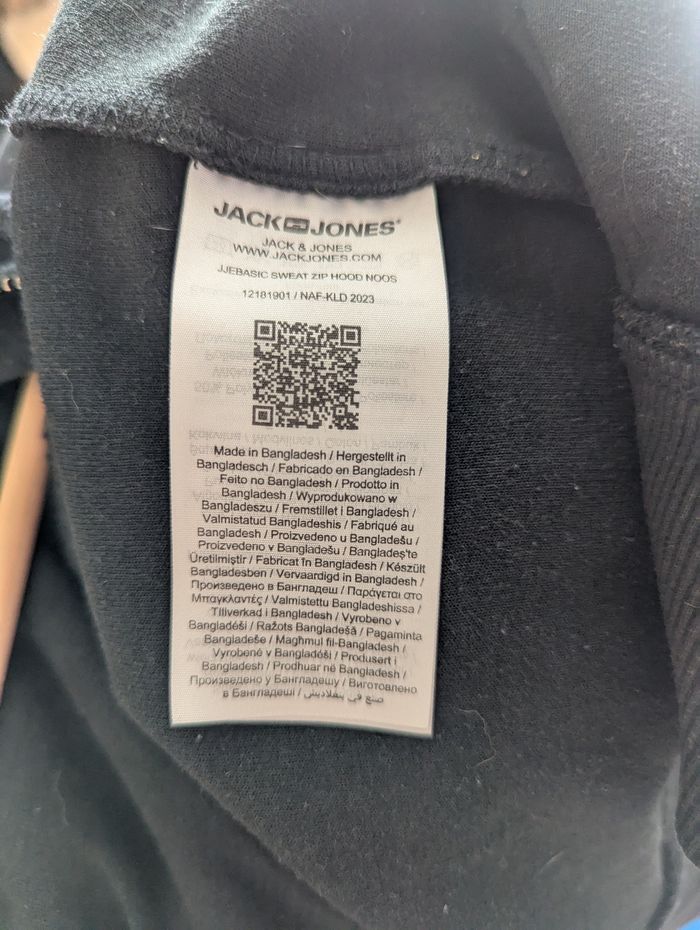 JACK JONES®
JACK & JONES
WWW.JACKJONES.COM
JJEBASIC SWEAT ZIP HOOD NOOS
12181901 / NAF-KLD 2023
Made in Bangladesh / Hergestellt in
Bangladesch / Fabricado en Bangladesh /
Feito no Bangladesh / Prodotto in
Bangladesh / Wyprodukowano w
Bangladeszu / Fremstillet i Bangladesh /
Valmistatud Bangladeshis / Fabriqué au
Bangladesh / Proizvedeno u Bangladešu /
Proizvedeno v Bangladešu / Bangladeş'te
Üretilmiştir / Fabricat în Bangladesh / Készült
Bangladesben / Vervaardigd in Bangladesh /
Произведено в Бангладеш / Παράγεται στο
Μπαγκλαντές / Valmistettu Bangladeshissa /
Tillverkad i Bangladesh / Vyrobeno v
Bangladéši / Ražots Bangladešā / Pagaminta
Bangladeše / Magħmul fil-Bangladesh /
Vyrobené v Bangladéši / Produsert i
Bangladesh / Prodhuar në Bangladesh /
Произведено у Бангладешу / Виготовлено
в Бангладеші / صنع في بنغلاديش